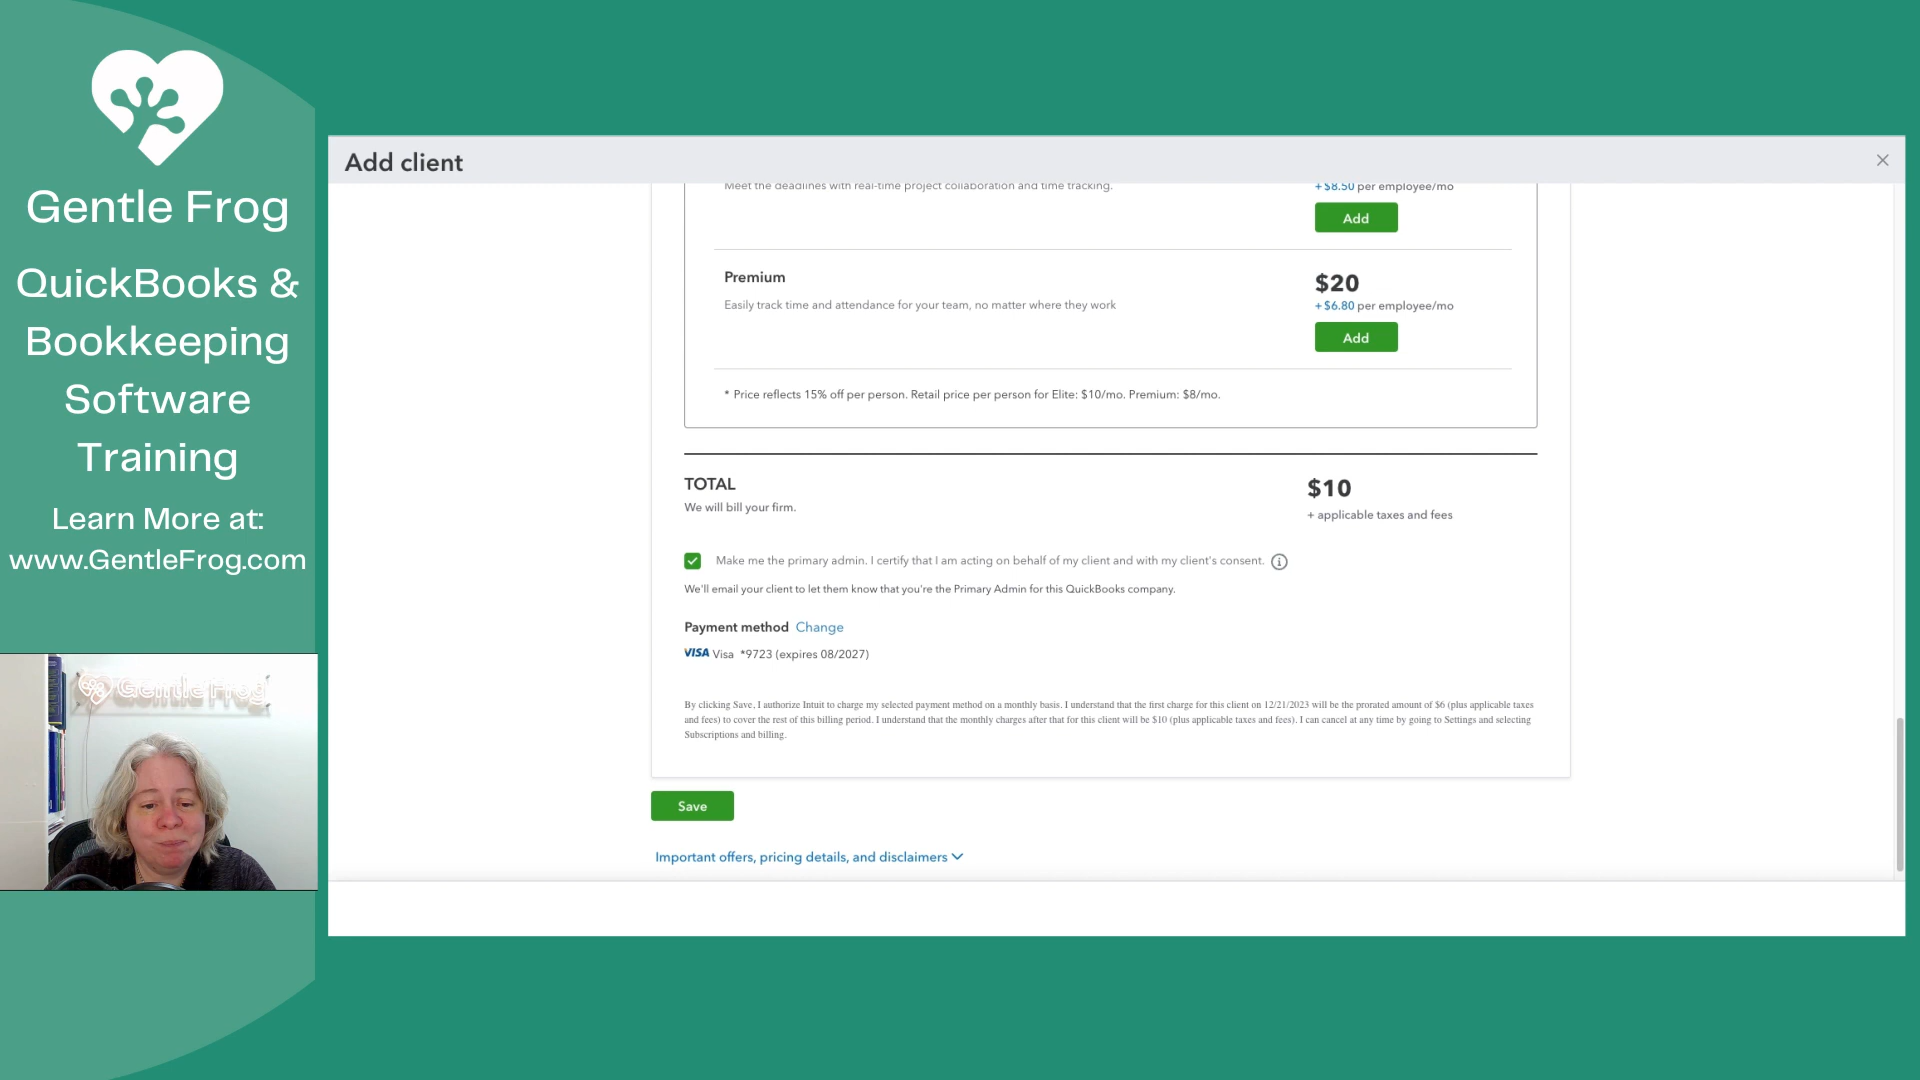 Gentle Frog
QuickBooks &
Bookkeeping
Software
Training
Learn More at:
www.GentleFrog.com
Gentle Frog
Add client
Meet the deadlines with real-time project collaboration and time tracking.
+$8.50 per employee/mo
Add
Premium
$20
Easily track time and attendance for your team, no matter where they work
+$6.80 per employee/mo
Add
* Price reflects 15% off per person. Retail price per person for Elite: $10/mo. Premium: $8/mo.
TOTAL
$10
We will bill your firm.
+ applicable taxes and fees
Make me the primary admin. I certify that I am acting on behalf of my client and with my client's consent.
We'll email your client to let them know that you're the Primary Admin for this QuickBooks company.
Payment method Change
VISA Visa *9723 (expires 08/2027)
By clicking Save, I authorize Intuit to charge my selected payment method on a monthly basis. I understand that the first charge for this client on 12/21/2023 will be the prorated amount of $6 (plus applicable taxes
and fees) to cover the rest of this billing period. I understand that the monthly charges after that for this client will be $10 (plus applicable taxes and fees). I can cancel at any time by going to Settings and selecting
Subscriptions and billing.
Save
Important offers, pricing details, and disclaimers